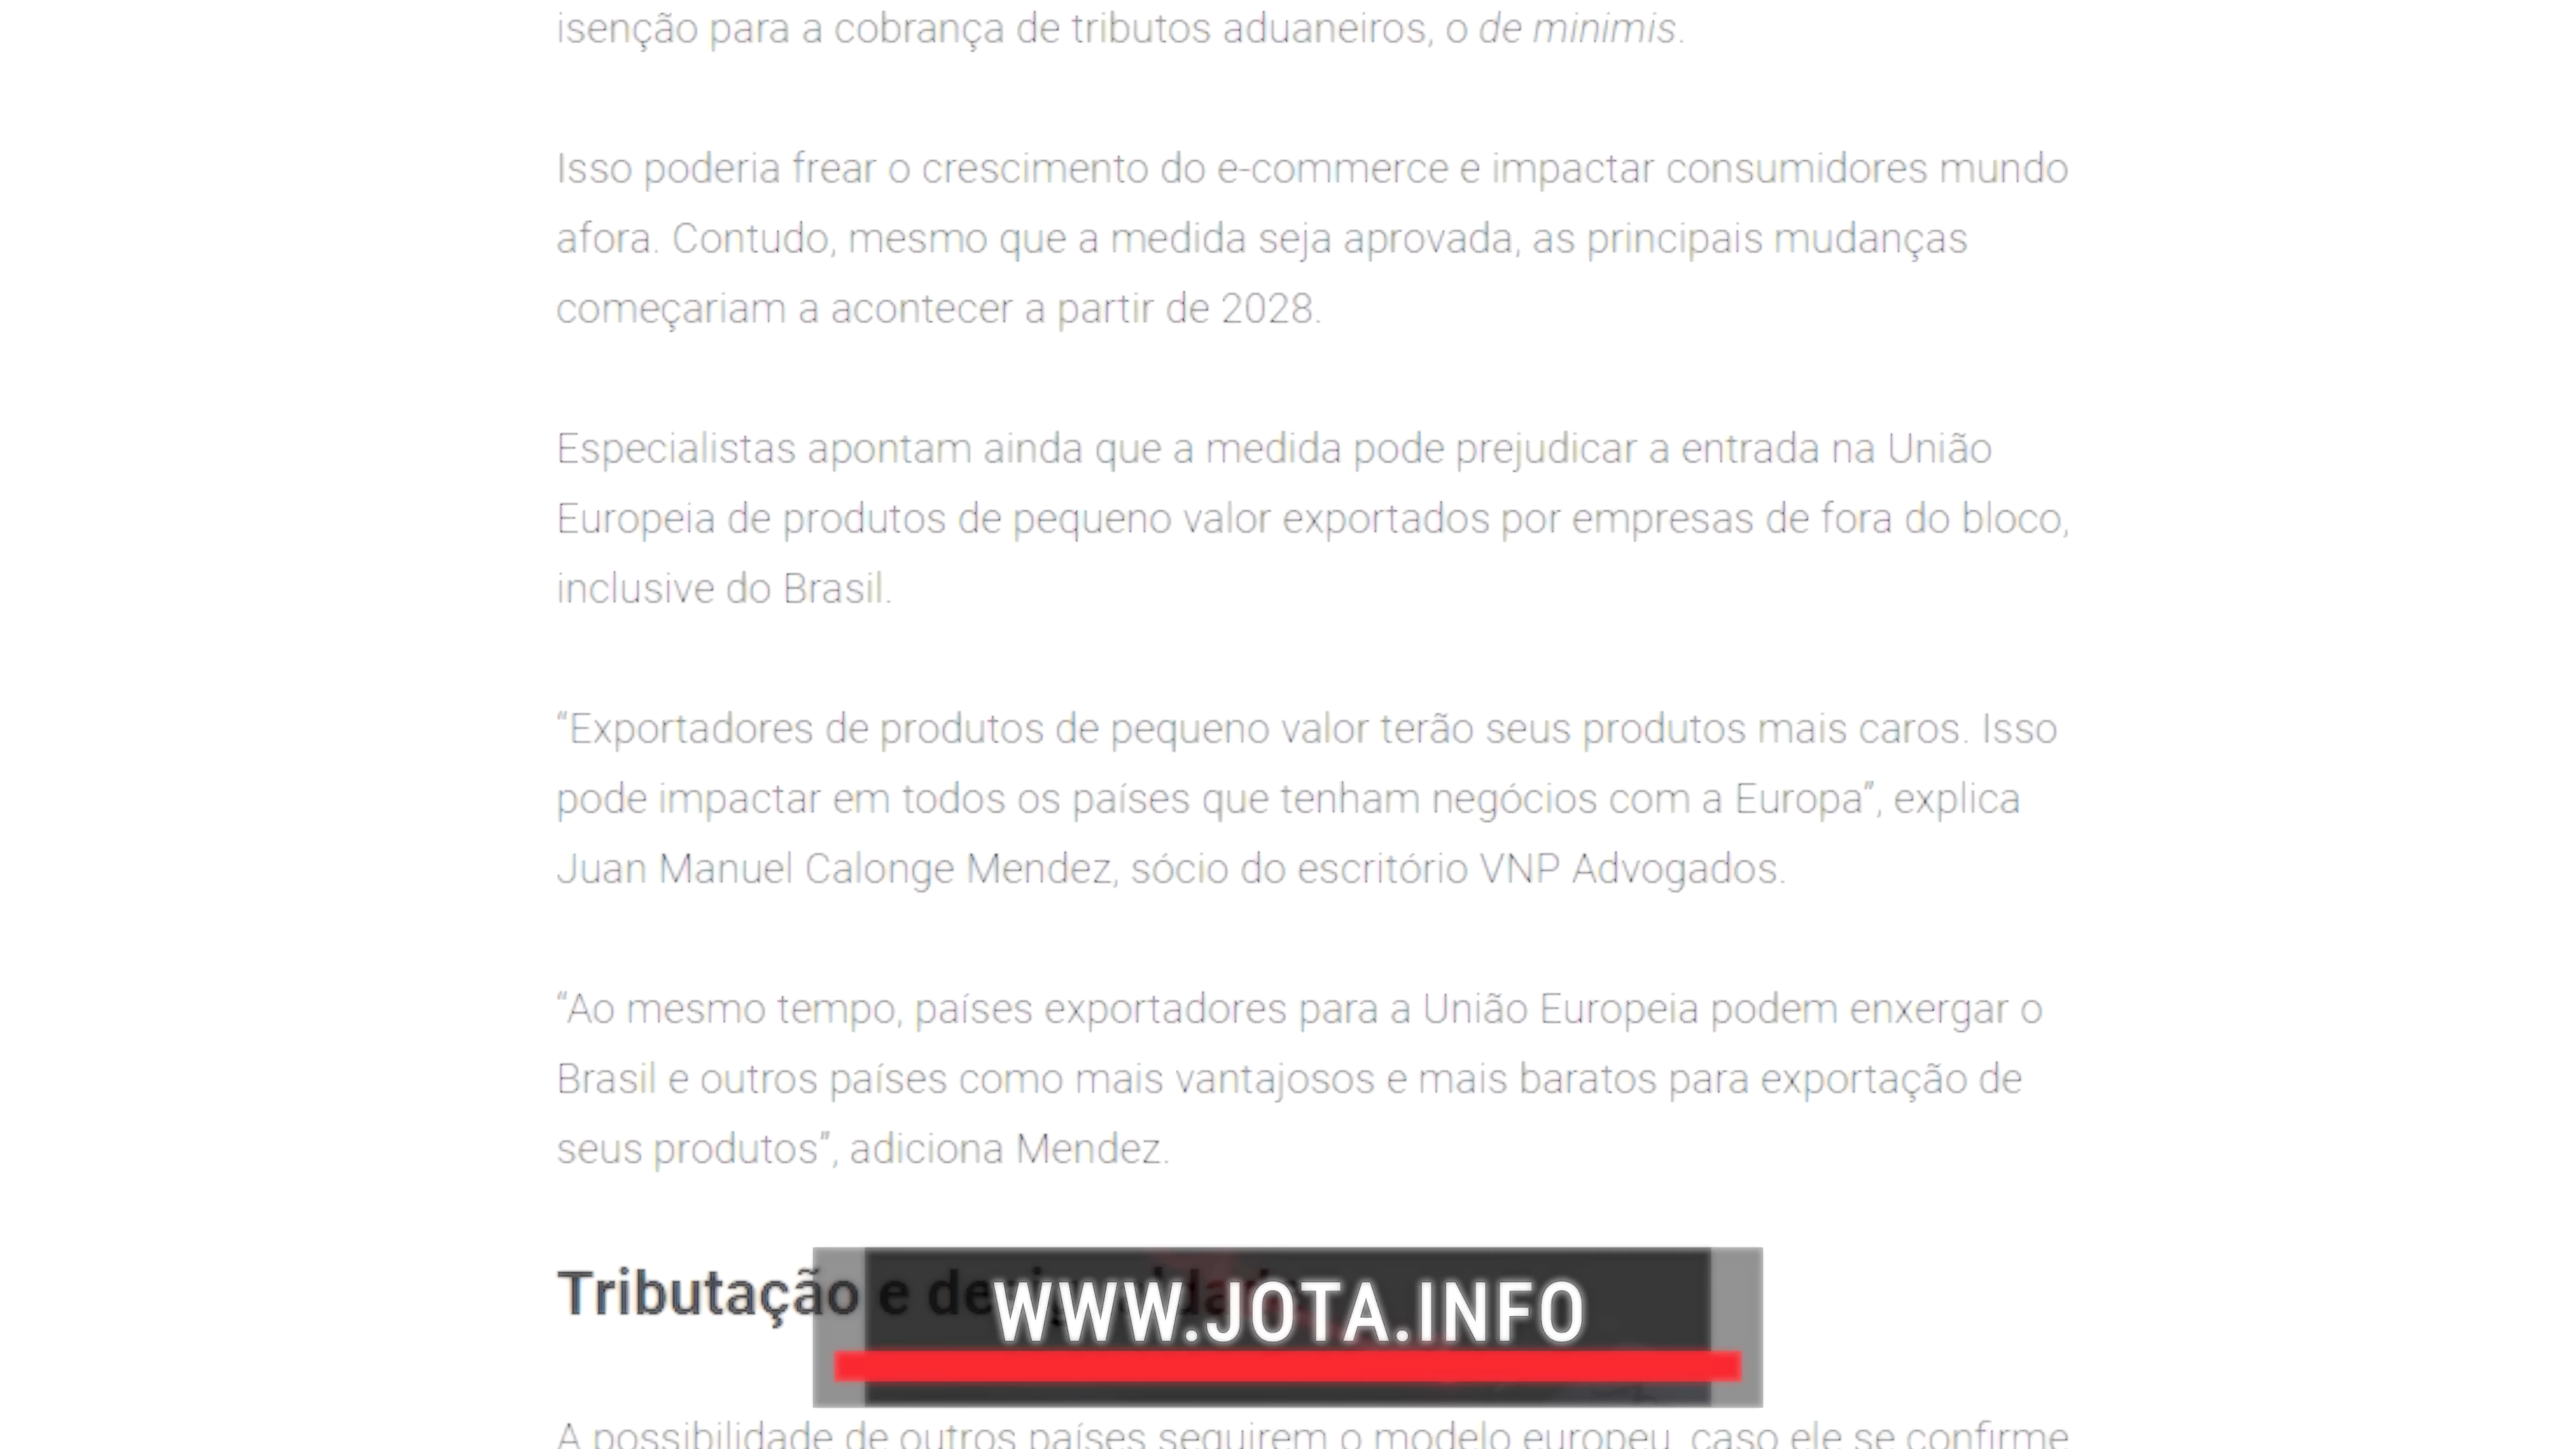 isenção para a cobrança de tributos aduaneiros, o de minimis.
Isso poderia frear o crescimento do e-commerce e impactar consumidores mundo
afora. Contudo, mesmo que a medida seja aprovada, as principais mudanças
começariam a acontecer a partir de 2028.
Especialistas apontam ainda que a medida pode prejudicar a entrada na União
Europeia de produtos de pequeno valor exportados por empresas de fora do bloco,
inclusive do Brasil.
“Exportadores de produtos de pequeno valor terão seus produtos mais caros. Isso
pode impactar em todos os países que tenham negócios com a Europa”, explica
Juan Manuel Calonge Mendez, sócio do escritório VNP Advogados.
“Ao mesmo tempo, países exportadores para a União Europeia podem enxergar o
Brasil e outros países como mais vantajosos e mais baratos para exportação de
seus produtos”, adiciona Mendez.
Tributação e
WWW.JOTA.INFO
A possibilidade de outros países seguirem o modelo europeu, caso ele se confirme